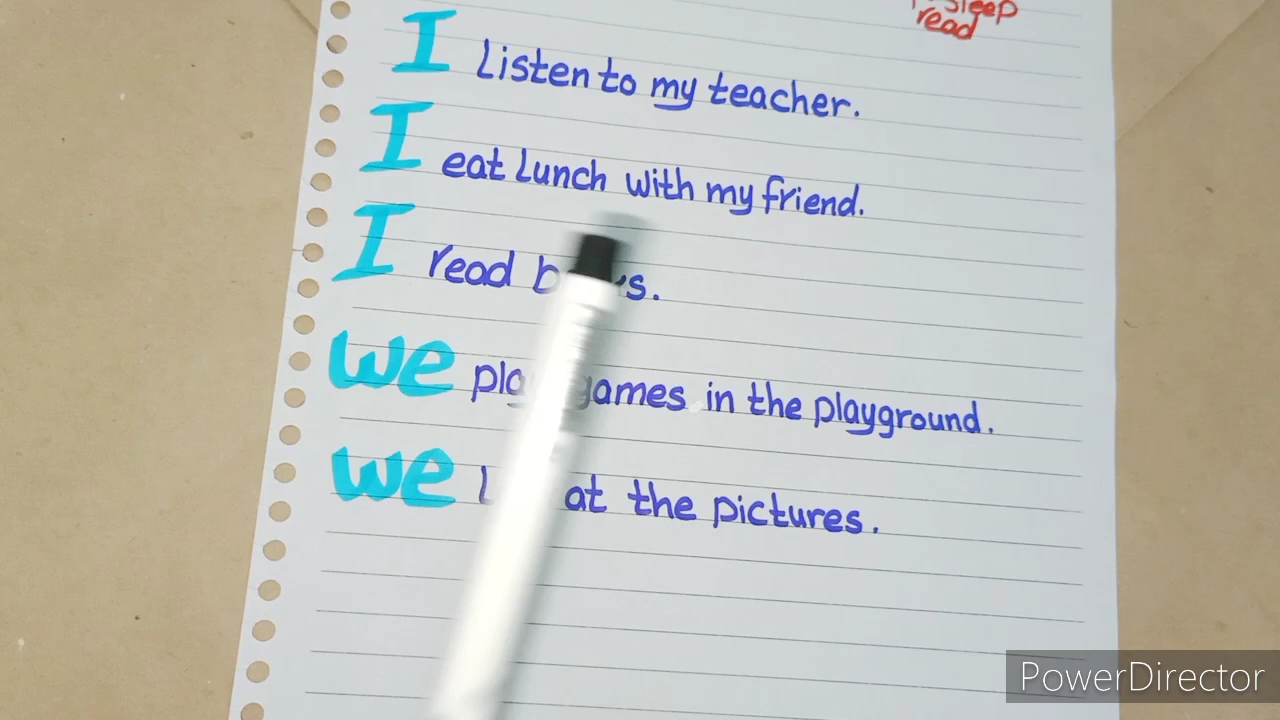 sleep
read
I Listen to my teacher.
I eat Lunch with my friend.
I read
we games in the playground.
we at the pictures.
PowerDirector